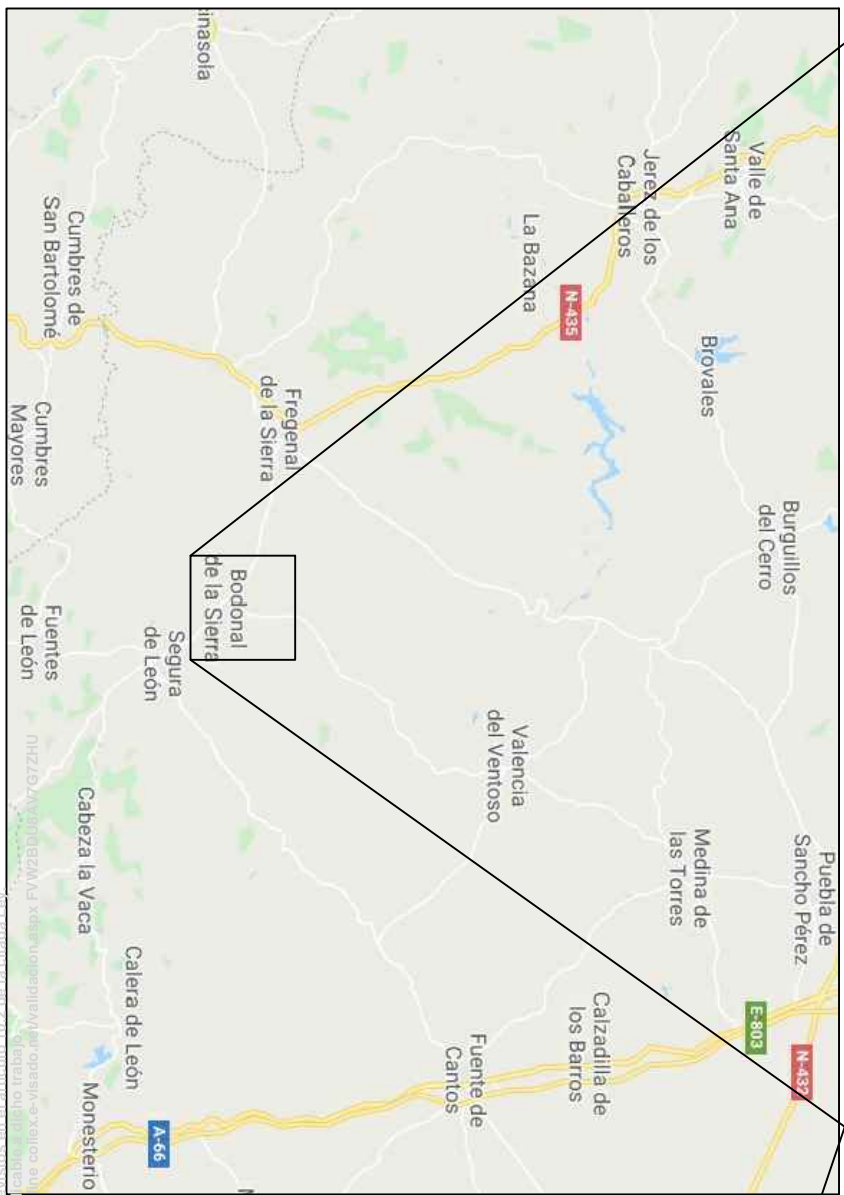 Valle de
Santa Ana
Jerez de los
Caballeros
Brovales
Burguillos
del Cerro
Puebla de
Sancho Pérez
N-432
E-803
Medina de
las Torres
La Bazana
N-435
Valencia
del Ventoso
Calzadilla de
los Barros
Fuente de
Cantos
inasola
Fregenal
de la Sierra
Bodonal
de la Sierra
Segura
de León
A-66
Cumbres de
San Bartolomé
Cumbres
Mayores
Fuentes
de León
Cabeza la Vaca
Calera de León
Monesterio
cable a dicho trabajo